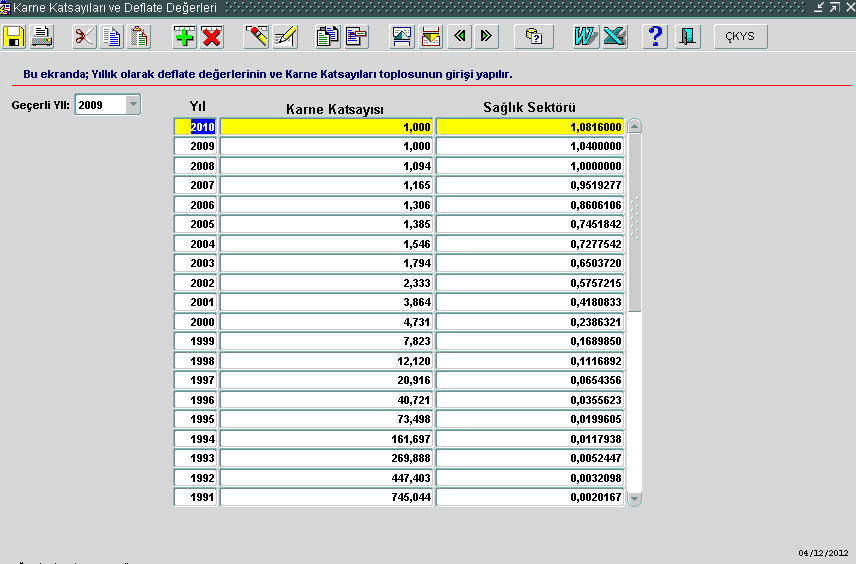 Karne Katsayıları ve Deflate Değerleri
ÇKYS
Bu ekranda; Yıllık olarak deflate değerlerinin ve Karne Katsayıları toplosunun girişi yapılır.
Geçerli Yll: 2009
Yıl Karne Katsayısı Sağlık Sektörü
2010 1,000 1,0816000
2009 1,000 1,0400000
2008 1,094 1,0000000
2007 1,165 0,9519277
2006 1,306 0,8606106
2005 1,385 0,7451842
2004 1,546 0,7277542
2003 1,794 0,6503720
2002 2,333 0,5757215
2001 3,864 0,4180833
2000 4,731 0,2386321
1999 7,823 0,1689850
1998 12,120 0,1116892
1997 20,916 0,0654356
1996 40,721 0,0355623
1995 73,498 0,0199605
1994 161,697 0,0117938
1993 269,888 0,0052447
1992 447,403 0,0032098
1991 745,044 0,0020167
04/12/2012